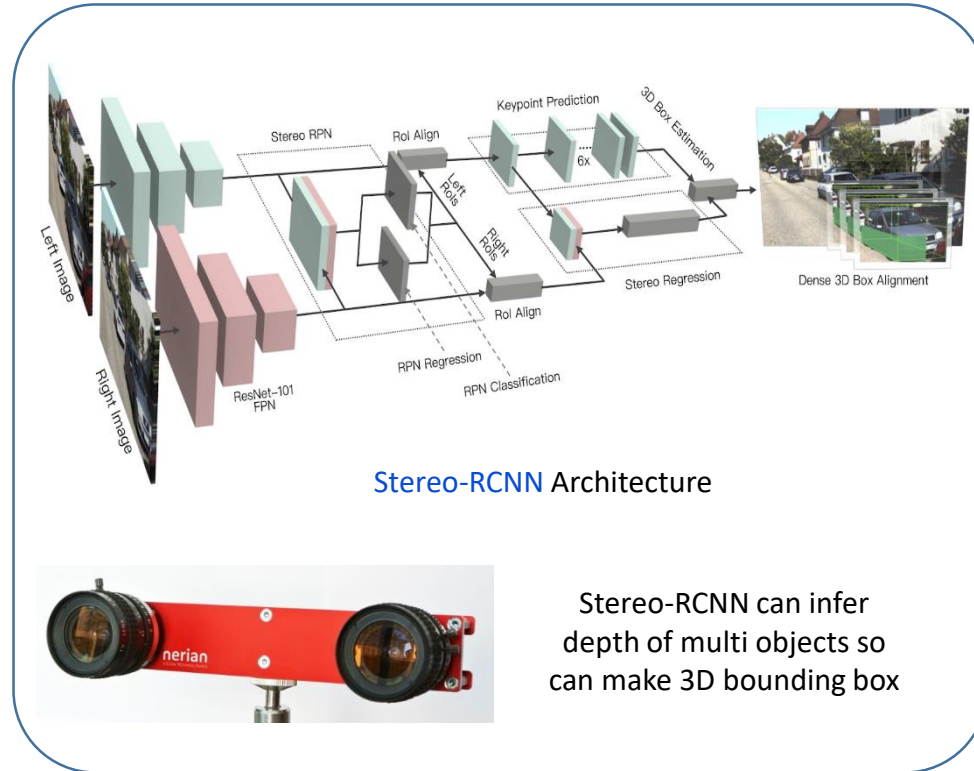 Keypoint Prediction
3D Box Estimation
Stereo RPN
RoI Align
6x
Left
RoIs
Right
RoIs
Left Image
Stereo Regression
Dense 3D Box Alignment
RoI Align
RPN Regression
RPN Classification
ResNet-101
FPN
Right Image
Stereo-RCNN Architecture
nerian
Stereo-RCNN can infer
depth of multi objects so
can make 3D bounding box